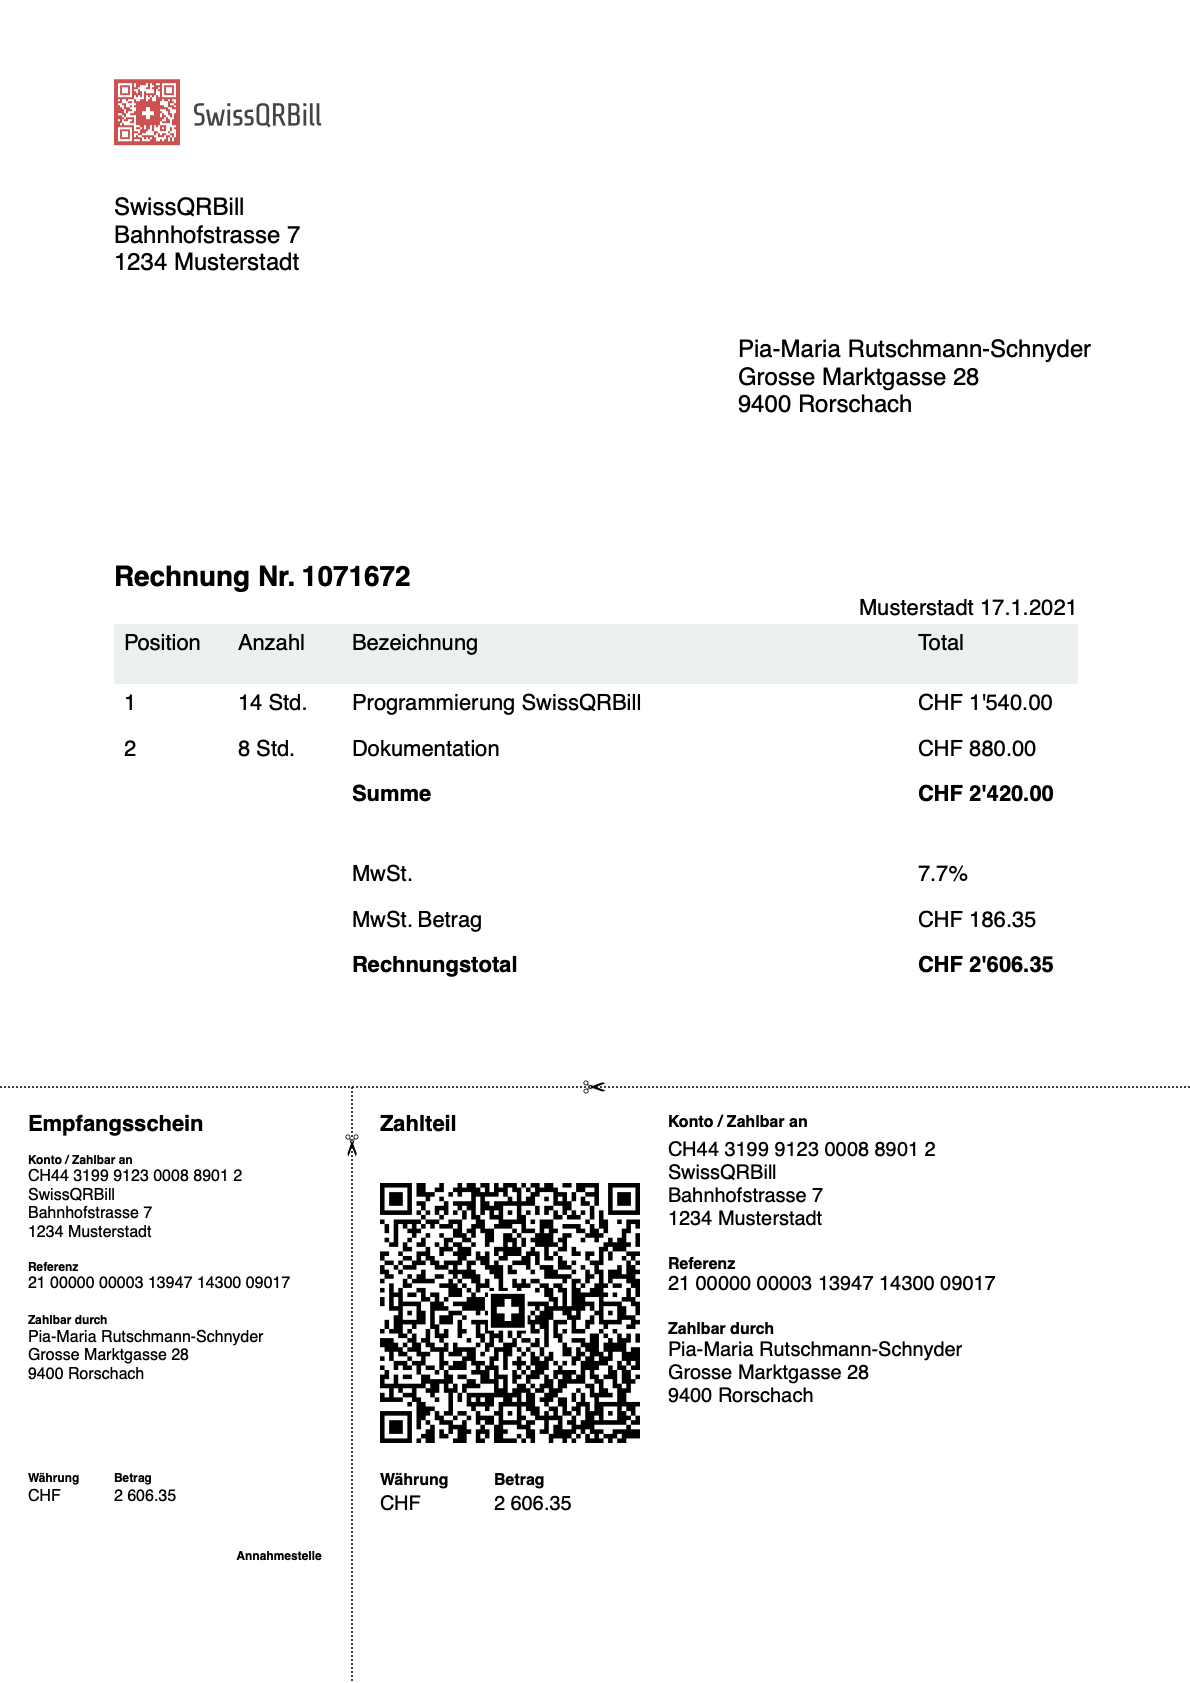 SwissQRBill
SwissQRBill
Bahnhofstrasse 7
1234 Musterstadt
Pia-Maria Rutschmann-Schnyder
Grosse Marktgasse 28
9400 Rorschach
Rechnung Nr. 1071672
Musterstadt 17.1.2021
Position Anzahl Bezeichnung Total
1 14 Std. Programmierung SwissQRBill CHF 1'540.00
2 8 Std. Dokumentation CHF 880.00
Summe CHF 2'420.00
MwSt. 7.7%
MwSt. Betrag CHF 186.35
Rechnungstotal CHF 2'606.35
Empfangsschein
Konto / Zahlbar an
CH44 3199 9123 0008 8901 2
SwissQRBill
Bahnhofstrasse 7
1234 Musterstadt
Referenz
21 00000 00003 13947 14300 09017
Zahlbar durch
Pia-Maria Rutschmann-Schnyder
Grosse Marktgasse 28
9400 Rorschach
Währung Betrag
CHF 2 606.35
Annahmestelle
Zahlteil
Währung Betrag
CHF 2 606.35
Konto / Zahlbar an
CH44 3199 9123 0008 8901 2
SwissQRBill
Bahnhofstrasse 7
1234 Musterstadt
Referenz
21 00000 00003 13947 14300 09017
Zahlbar durch
Pia-Maria Rutschmann-Schnyder
Grosse Marktgasse 28
9400 Rorschach